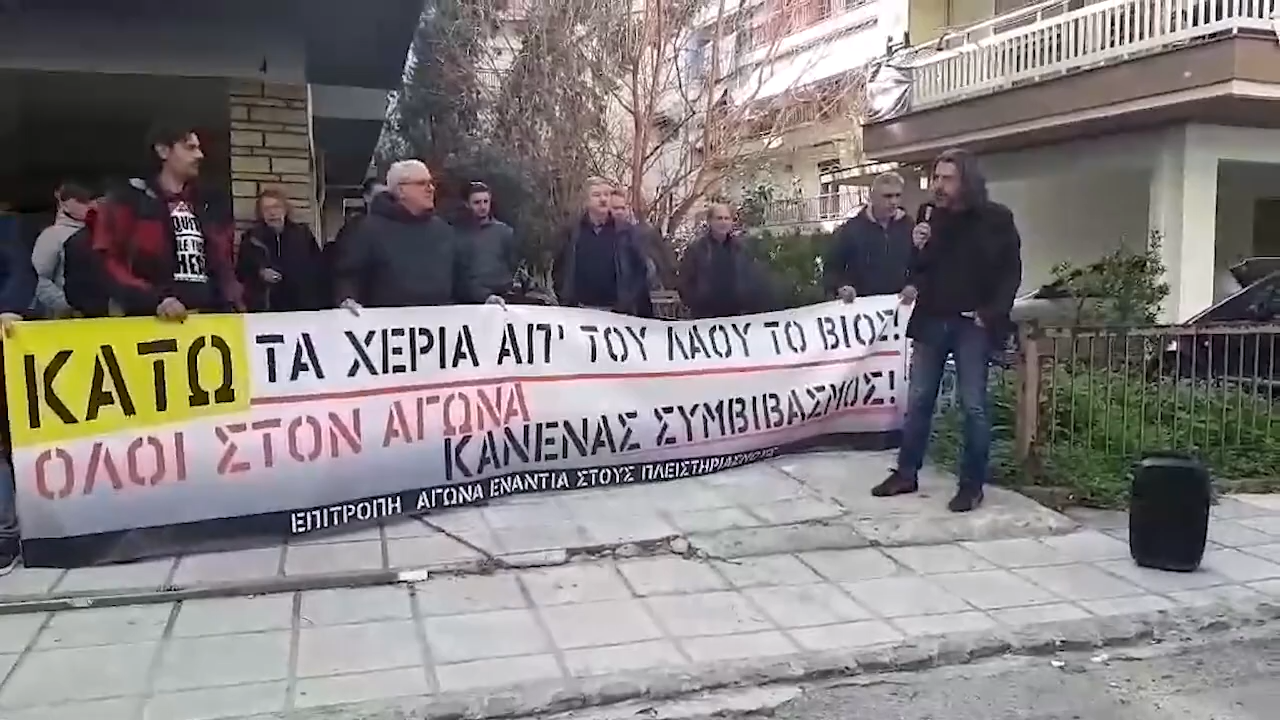 ΚΑΤΩ ΤΑ ΧΕΡΙΑ ΑΠ' ΤΟΥ ΛΑΟΥ ΤΟ ΒΙΟΣ!
ΟΛΟΙ ΣΤΟΝ ΑΓΩΝΑ
ΚΑΝΕΝΑΣ ΣΥΜΒΙΒΑΣΜΟΣ!
ΕΠΙΤΡΟΠΗ ΑΓΩΝΑ ΕΝΑΝΤΙΑ ΣΤΟΥΣ ΠΛΕΙΣΤΗΡΙΑΣΜΟΥΣ